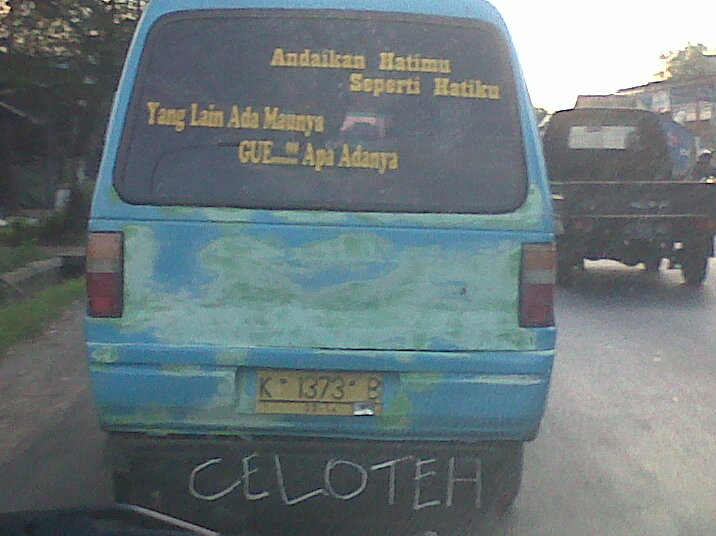 Andaikan Hatimu
Seperti Hatiku
Yang Lain Ada Maunya
GUE....!!! Apa Adanya
K 1373 B
CELOTEH